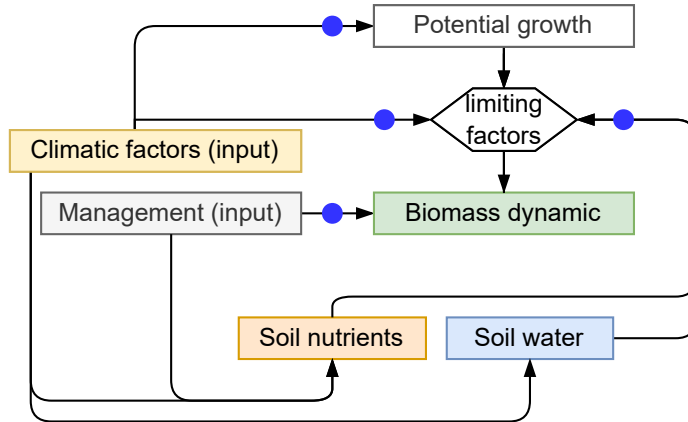 Potential growth
limiting
factors
Climatic factors (input)
Management (input)
Biomass dynamic
Soil nutrients
Soil water